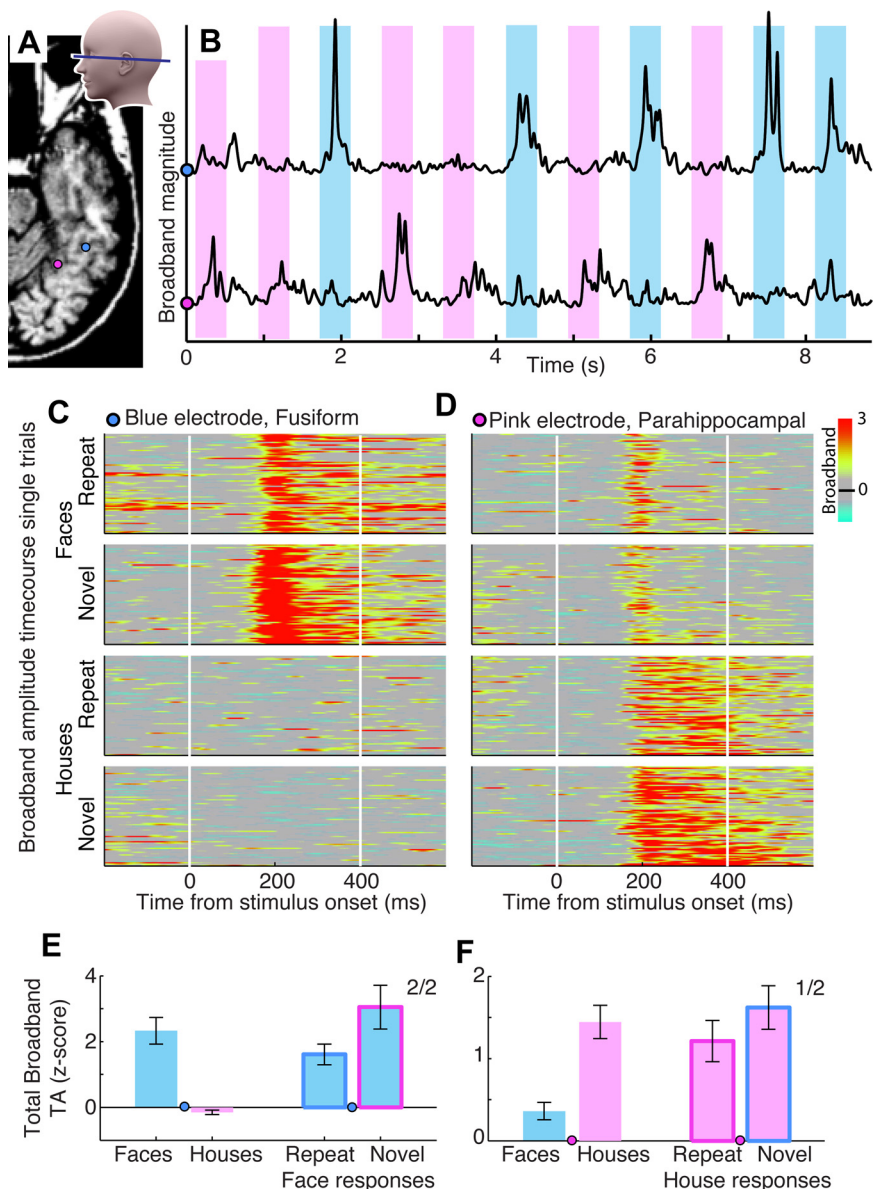 A
B
Broadband magnitude
0 2 4 6 8
Time (s)
C Blue electrode, Fusiform
D Pink electrode, Parahippocampal
Broadband amplitude timecourse single trials
Faces
Repeat
Novel
Houses
Repeat
Novel
3
0
Broadband
0 200 400
Time from stimulus onset (ms)
0 200 400
Time from stimulus onset (ms)
E
Total Broadband
TA (z-score)
4
2
0
2/2
Faces Houses Repeat Novel
Face responses
F
2
1
0
1/2
Faces Houses Repeat Novel
House responses